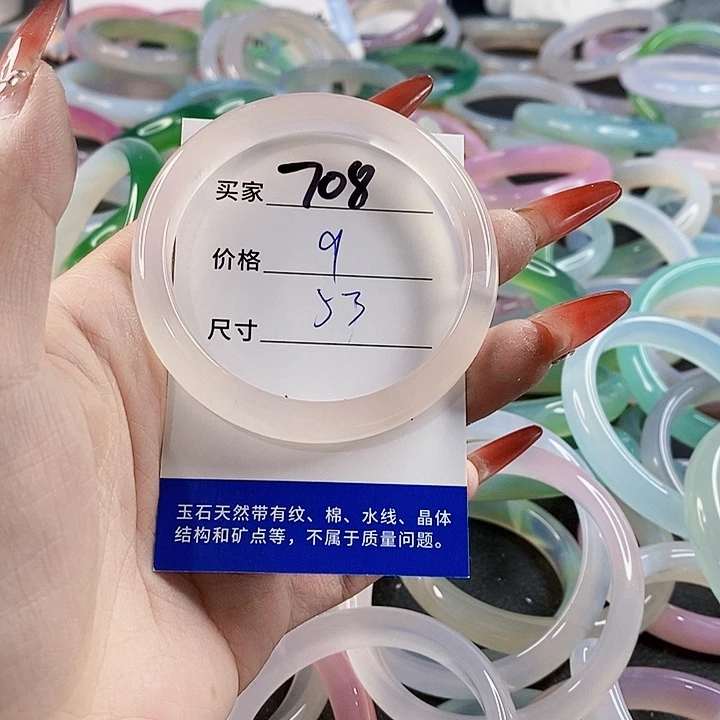 买家 708
价格 9
尺寸 53
玉石天然带有纹、棉、水线、晶体
结构和矿点等，不属于质量问题。